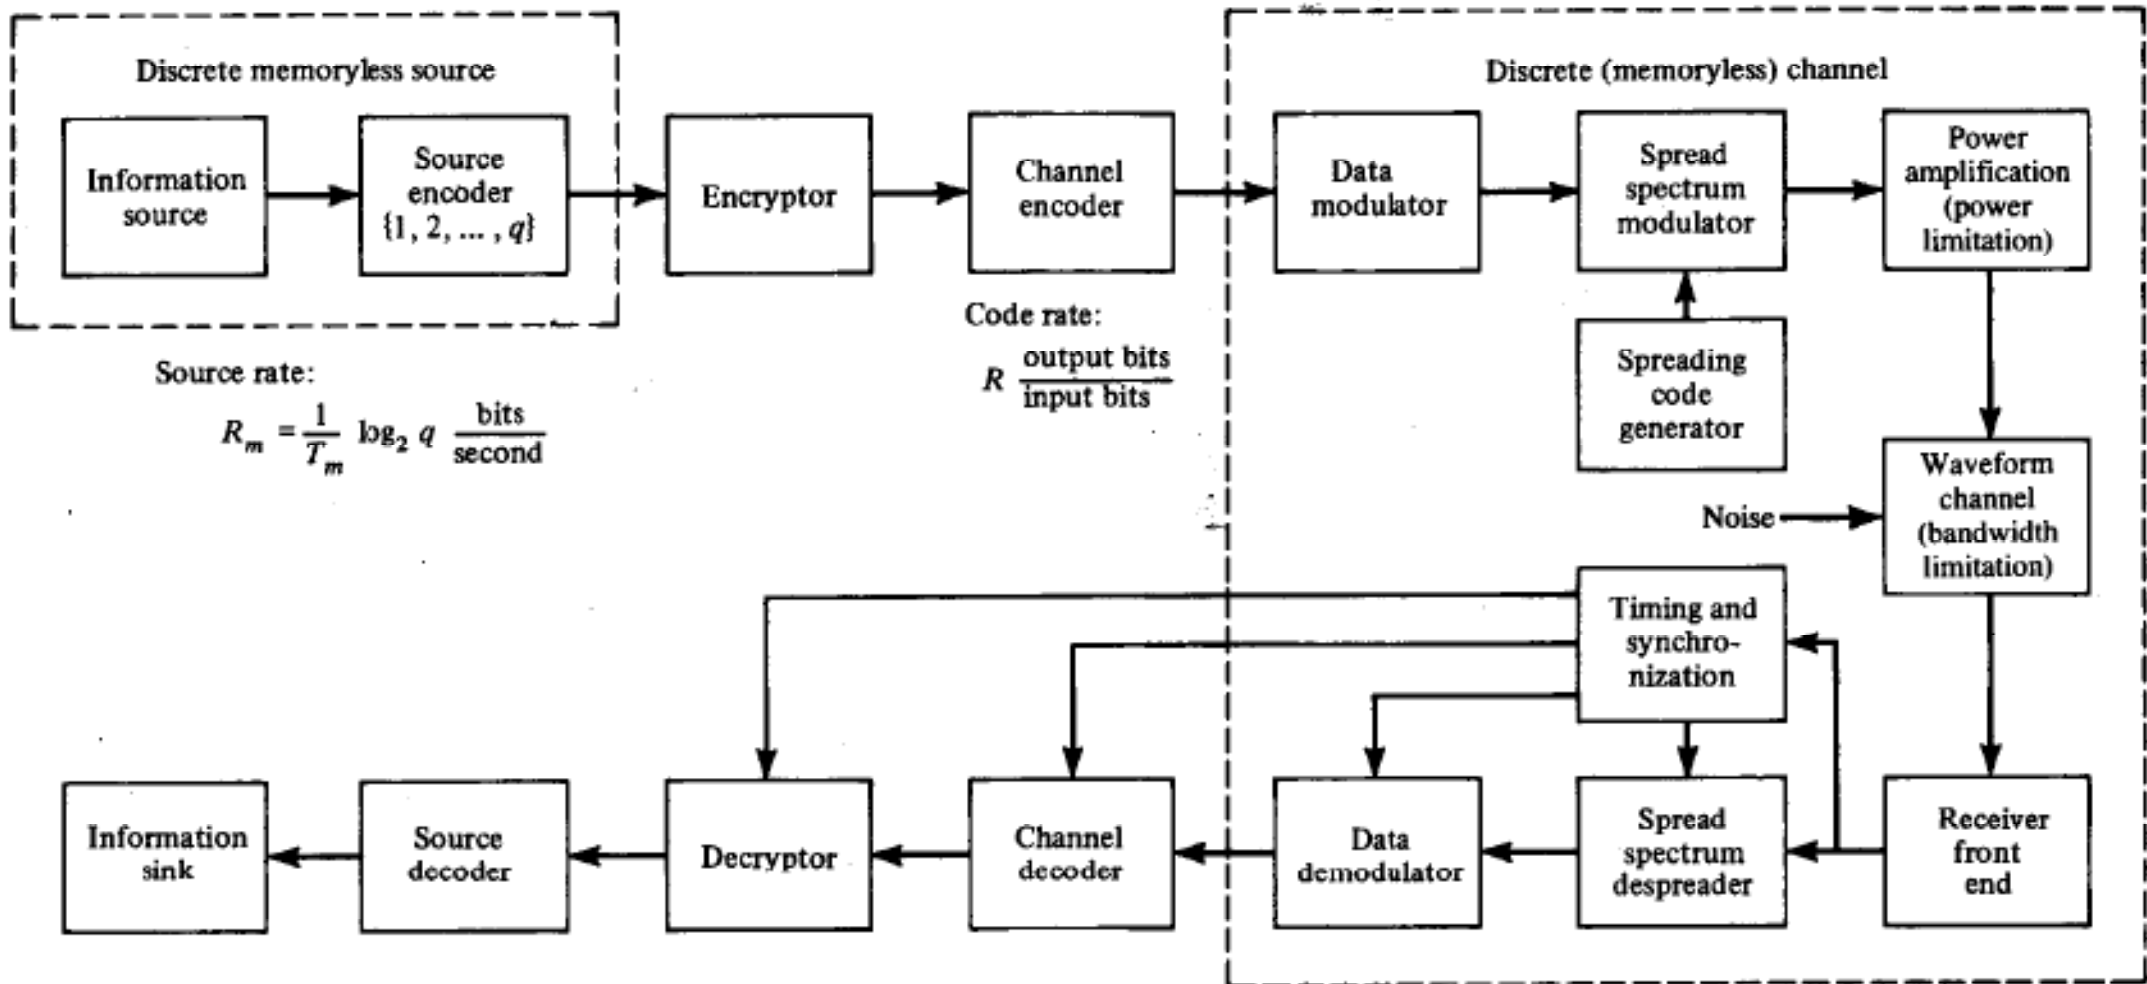 Discrete memoryless source
Discrete (memoryless) channel
Information
source
Source
encoder
{1, 2, ... , q}
Encryptor
Channel
encoder
Data
modulator
Spread
spectrum
modulator
Power
amplification
(power
limitation)
Source rate:
R_m = 1/T_m log_2 q bits/second
Code rate:
R output bits/input bits
Spreading
code
generator
Noise
Waveform
channel
(bandwidth
limitation)
Timing and
synchro-
nization
Information
sink
Source
decoder
Decryptor
Channel
decoder
Data
demodulator
Spread
spectrum
despreader
Receiver
front
end